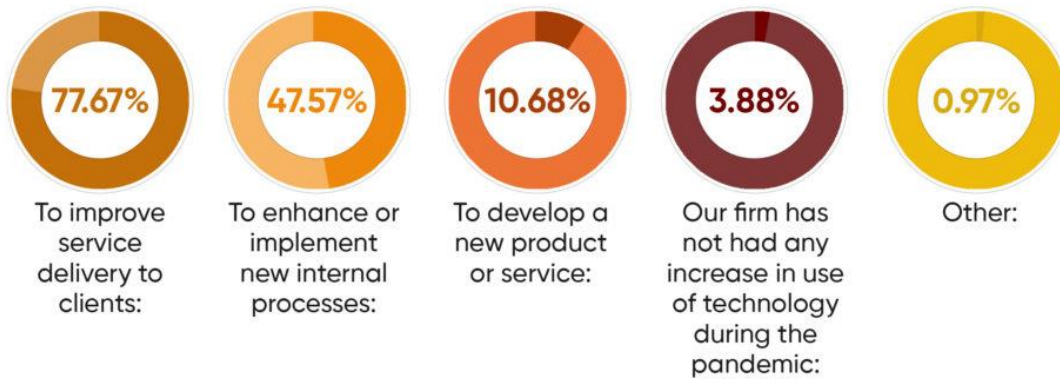 77.67%
To improve
service
delivery to
clients:
47.57%
To enhance or
implement
new internal
processes:
10.68%
To develop a
new product
or service:
3.88%
Our firm has
not had any
increase in use
of technology
during the
pandemic:
0.97%
Other: